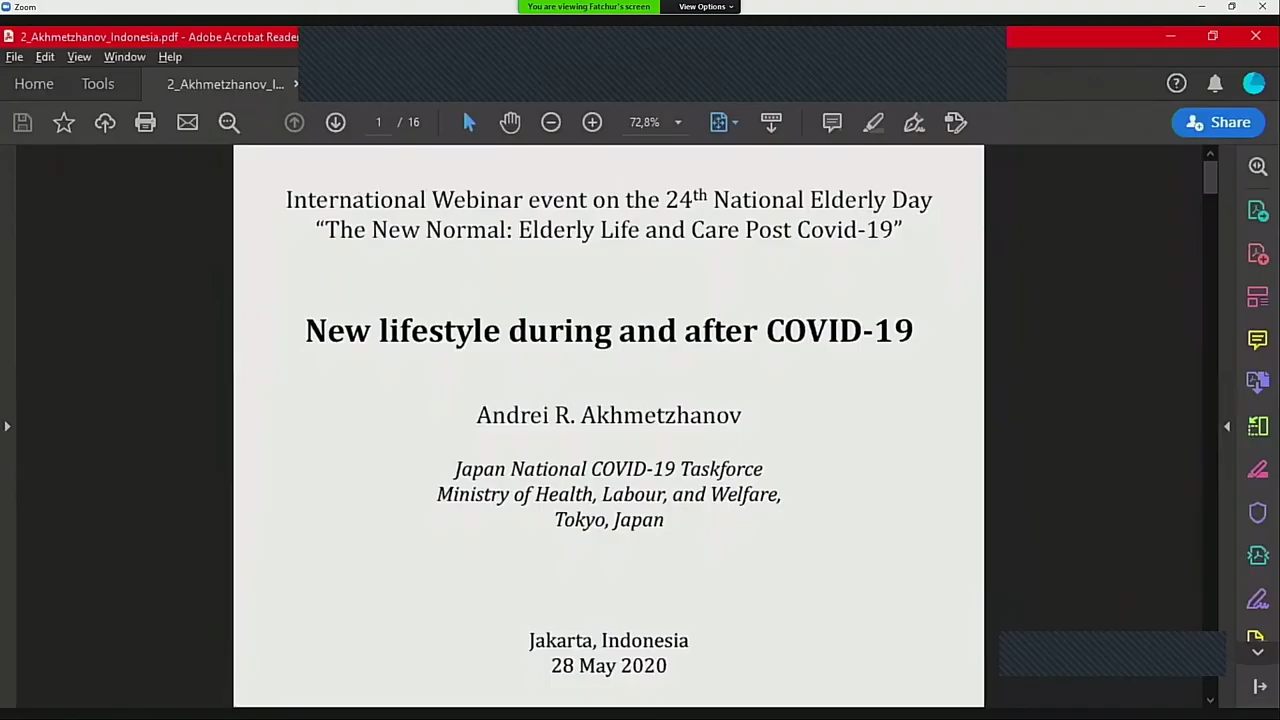 Zoom
You are viewing Fatchur's screen
View Options
2_Akhmetzhanov_Indonesia.pdf - Adobe Acrobat Reader
File Edit View Window Help
Home Tools 2_Akhmetzhanov_I...
1 / 16
72,8%
Share
International Webinar event on the 24th National Elderly Day
“The New Normal: Elderly Life and Care Post Covid-19”
New lifestyle during and after COVID-19
Andrei R. Akhmetzhanov
Japan National COVID-19 Taskforce
Ministry of Health, Labour, and Welfare,
Tokyo, Japan
Jakarta, Indonesia
28 May 2020